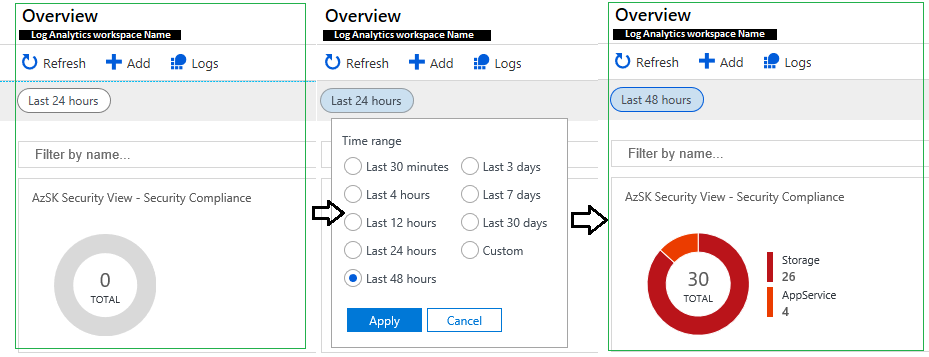 Overview
Log Analytics workspace Name
Refresh Add Logs
Last 24 hours
Filter by name...
AzSK Security View - Security Compliance
0
TOTAL
Overview
Log Analytics workspace Name
Refresh Add Logs
Last 24 hours
Time range
Last 30 minutes Last 3 days
Last 4 hours Last 7 days
Last 12 hours Last 30 days
Last 24 hours Custom
Last 48 hours
Apply Cancel
Overview
Log Analytics workspace Name
Refresh Add Logs
Last 48 hours
Filter by name...
AzSK Security View - Security Compliance
30
TOTAL
Storage
26
AppService
4